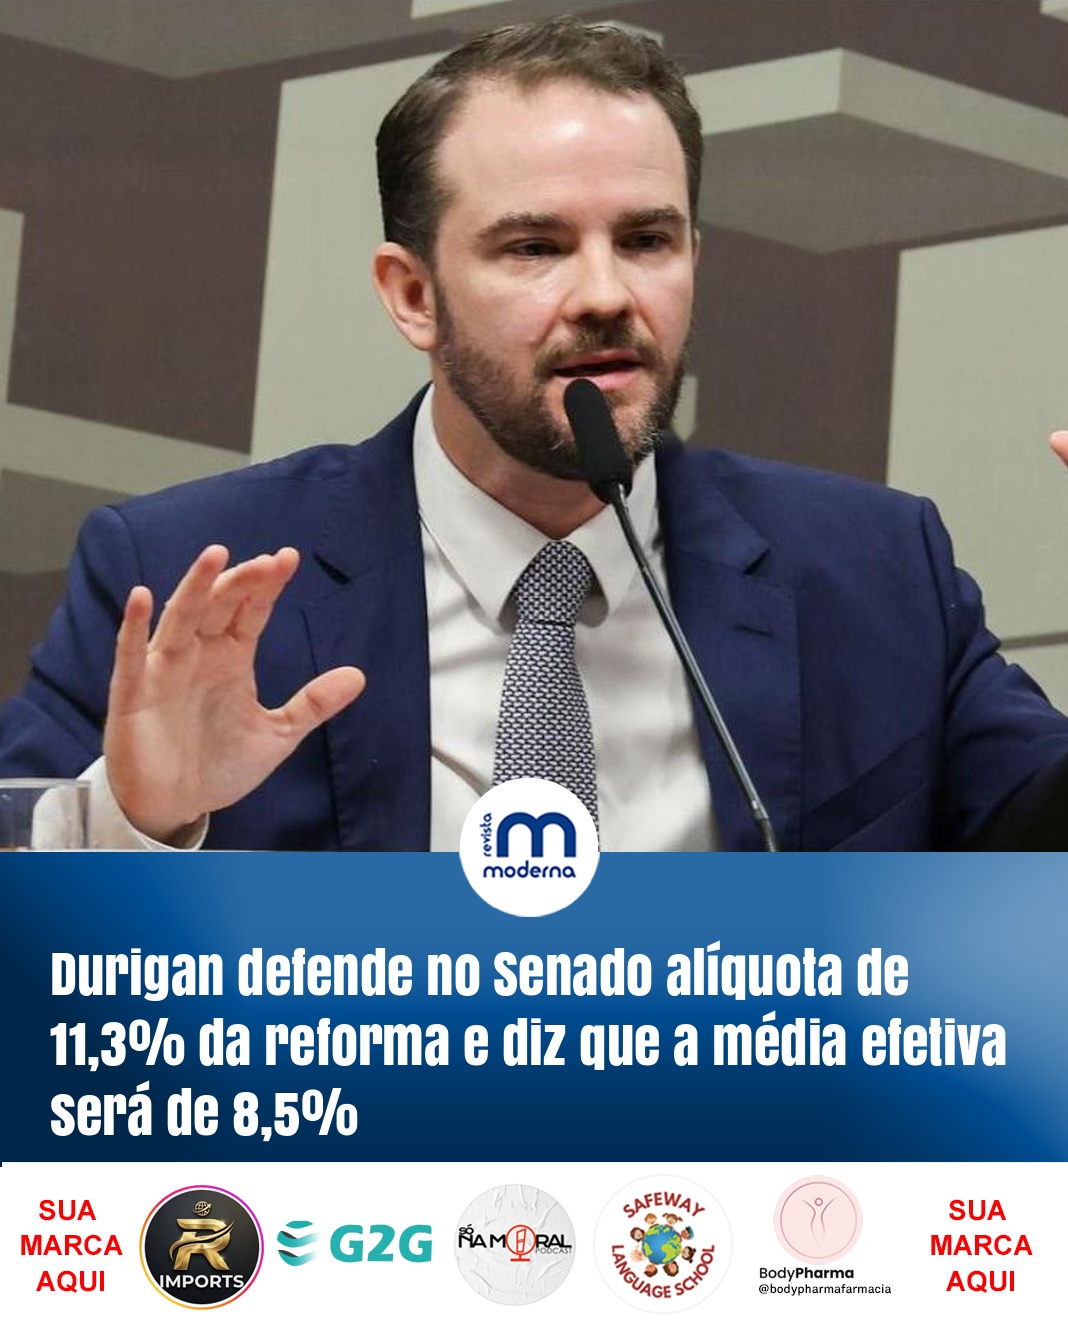 revista
moderna
Durigan defende no Senado alíquota de
11,3% da reforma e diz que a média efetiva
será de 8,5%
SUA
MARCA
AQUI
R
IMPORTS
G2G
SÓ
NA MORAL
PODCAST
SAFEWAY
LANGUAGE SCHOOL
BodyPharma
@bodypharmafarmacia
SUA
MARCA
AQUI